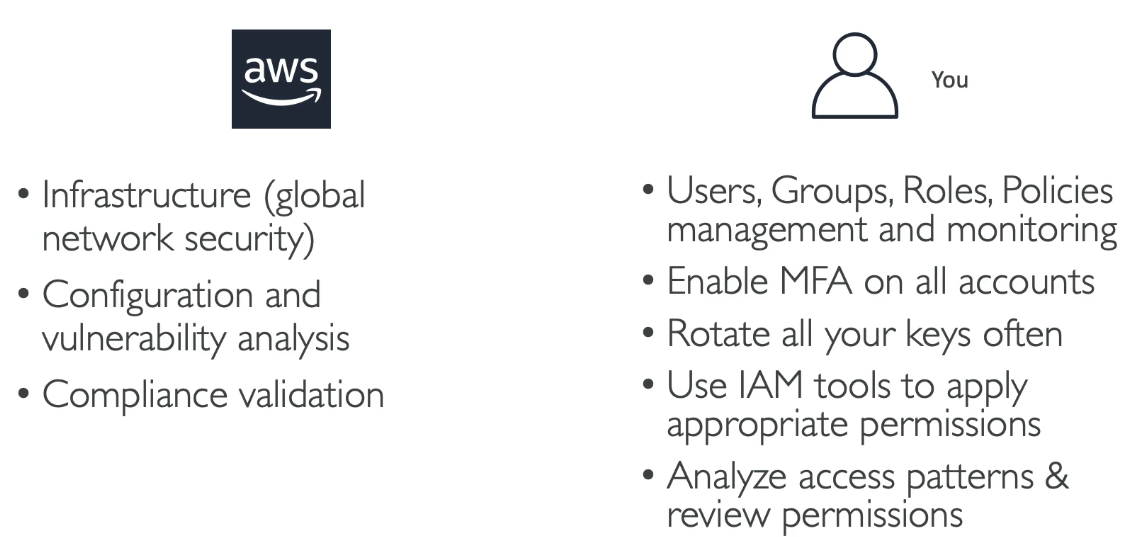 aws
• Infrastructure (global
network security)
• Configuration and
vulnerability analysis
• Compliance validation
You
• Users, Groups, Roles, Policies
management and monitoring
• Enable MFA on all accounts
• Rotate all your keys often
• Use IAM tools to apply
appropriate permissions
• Analyze access patterns &
review permissions